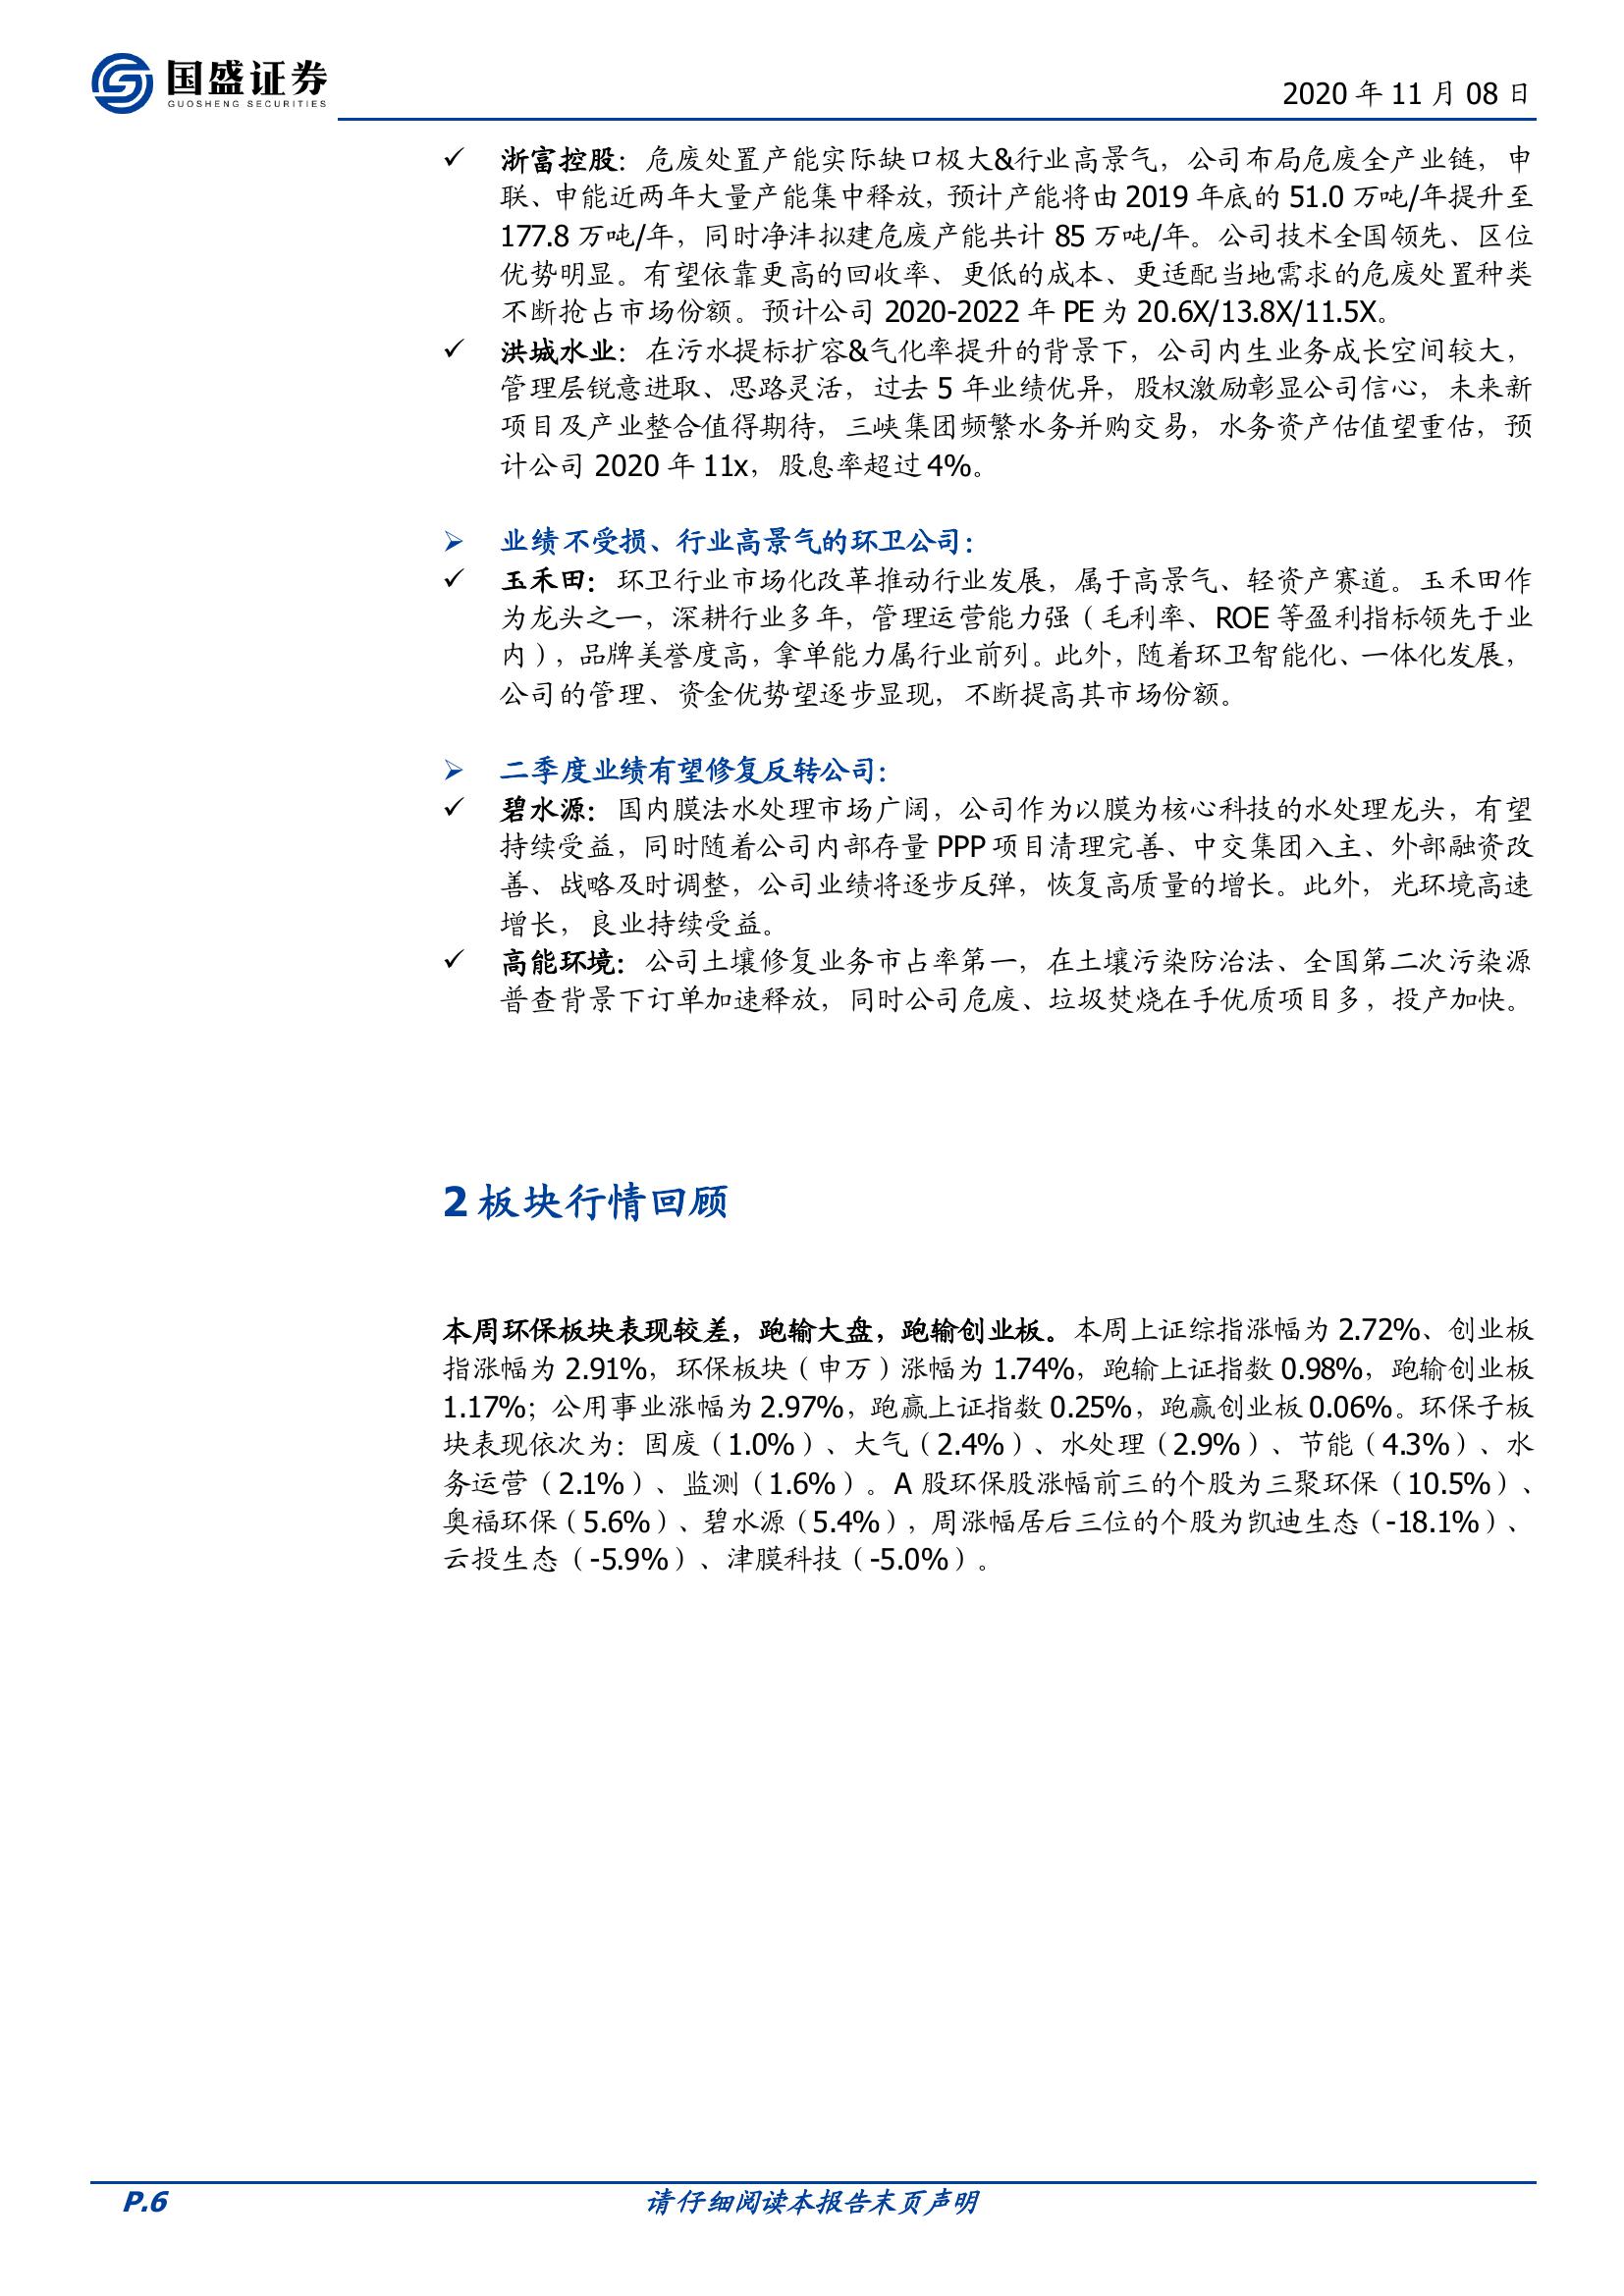 国盛证券
GUOSHENG SECURITIES
2020 年 11 月 08 日
✓ 浙富控股：危废处置产能实际缺口极大&行业高景气，公司布局危废全产业链，申
联、申能近两年大量产能集中释放，预计产能将由 2019 年底的 51.0 万吨/年提升至
177.8 万吨/年，同时净沣拟建危废产能共计 85 万吨/年。公司技术全国领先、区位
优势明显。有望依靠更高的回收率、更低的成本、更适配当地需求的危废处置种类
不断抢占市场份额。预计公司 2020-2022 年 PE 为 20.6X/13.8X/11.5X。
✓ 洪城水业：在污水提标扩容&气化率提升的背景下，公司内生业务成长空间较大，
管理层锐意进取、思路灵活，过去 5 年业绩优异，股权激励彰显公司信心，未来新
项目及产业整合值得期待，三峡集团频繁水务并购交易，水务资产估值望重估，预
计公司 2020 年 11x，股息率超过 4%。
➢ 业绩不受损、行业高景气的环卫公司：
✓ 玉禾田：环卫行业市场化改革推动行业发展，属于高景气、轻资产赛道。玉禾田作
为龙头之一，深耕行业多年，管理运营能力强（毛利率、ROE 等盈利指标领先于业
内），品牌美誉度高，拿单能力属行业前列。此外，随着环卫智能化、一体化发展，
公司的管理、资金优势望逐步显现，不断提高其市场份额。
➢ 二季度业绩有望修复反转公司：
✓ 碧水源：国内膜法水处理市场广阔，公司作为以膜为核心科技的水处理龙头，有望
持续受益，同时随着公司内部存量 PPP 项目清理完善、中交集团入主、外部融资改
善、战略及时调整，公司业绩将逐步反弹，恢复高质量的增长。此外，光环境高速
增长，良业持续受益。
✓ 高能环境：公司土壤修复业务市占率第一，在土壤污染防治法、全国第二次污染源
普查背景下订单加速释放，同时公司危废、垃圾焚烧在手优质项目多，投产加快。
2 板块行情回顾
本周环保板块表现较差，跑输大盘，跑输创业板。本周上证综指涨幅为 2.72%、创业板
指涨幅为 2.91%，环保板块（申万）涨幅为 1.74%，跑输上证指数 0.98%，跑输创业板
1.17%；公用事业涨幅为 2.97%，跑赢上证指数 0.25%，跑赢创业板 0.06%。环保子板
块表现依次为：固废（1.0%）、大气（2.4%）、水处理（2.9%）、节能（4.3%）、水
务运营（2.1%）、监测（1.6%）。A 股环保股涨幅前三的个股为三聚环保（10.5%）、
奥福环保（5.6%）、碧水源（5.4%），周涨幅居后三位的个股为凯迪生态（-18.1%）、
云投生态（-5.9%）、津膜科技（-5.0%）。
P.6
请仔细阅读本报告末页声明